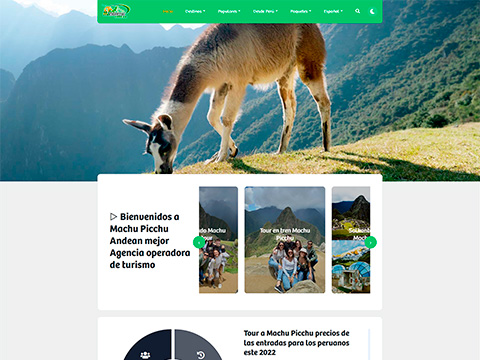 Inicio Destinos Populares Desde Perú Paquetes Español
▷ Bienvenidos a
Machu Picchu
Andean mejor
Agencia operadora
de turismo
Tour en tren Machu
Picchu
Tour a Machu Picchu precios de
las entradas para los peruanos
este 2022